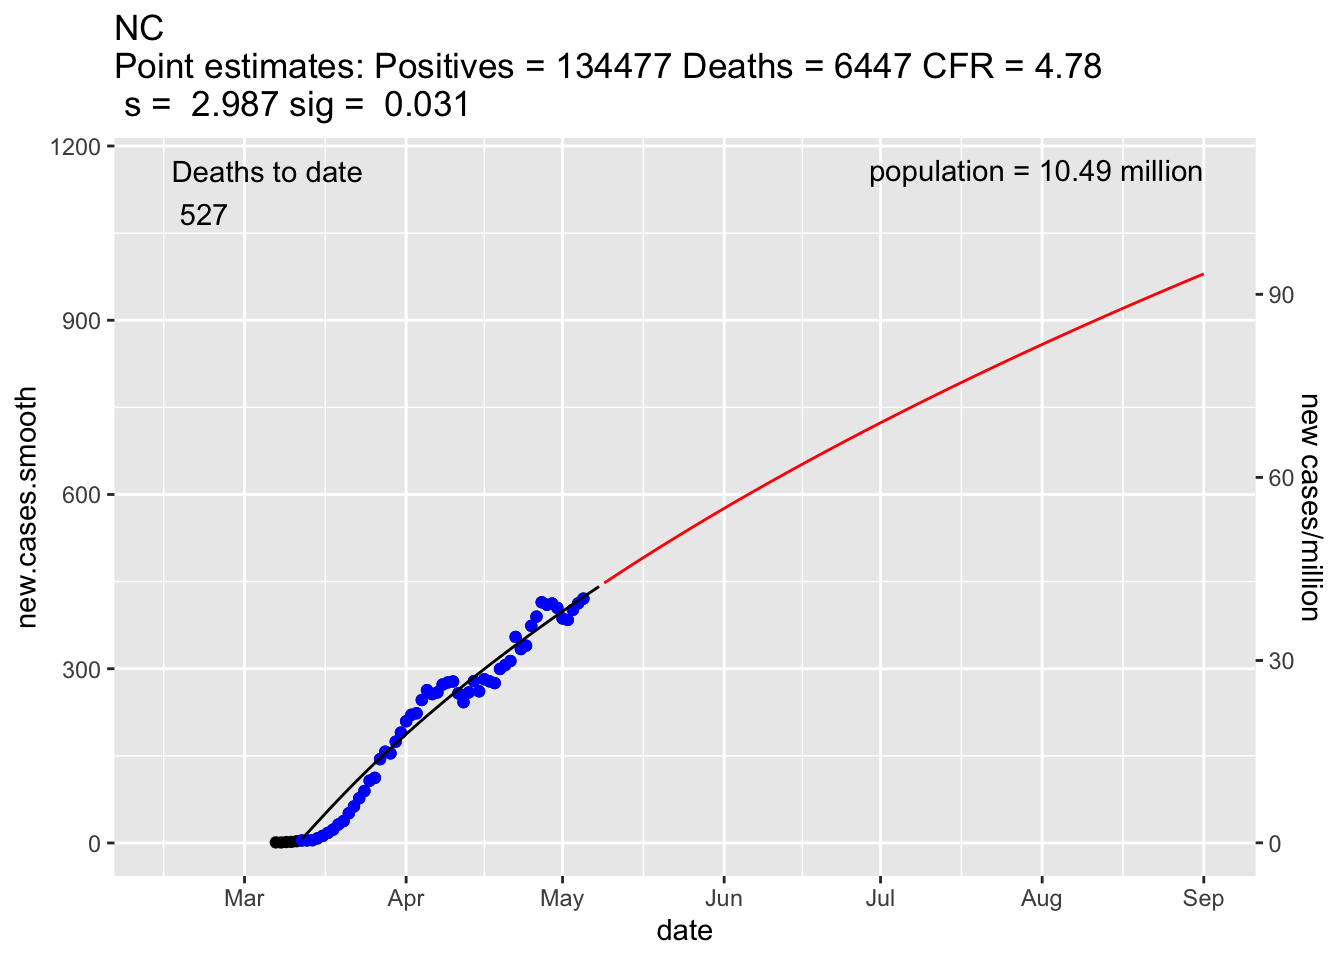 NC
Point estimates: Positives = 134477 Deaths = 6447 CFR = 4.78
s = 2.987 sig = 0.031
Deaths to date
527
population = 10.49 million
1200
900
600
300
0
90
60
30
0
new.cases.smooth
new cases/million
Mar Apr May Jun Jul Aug Sep
date